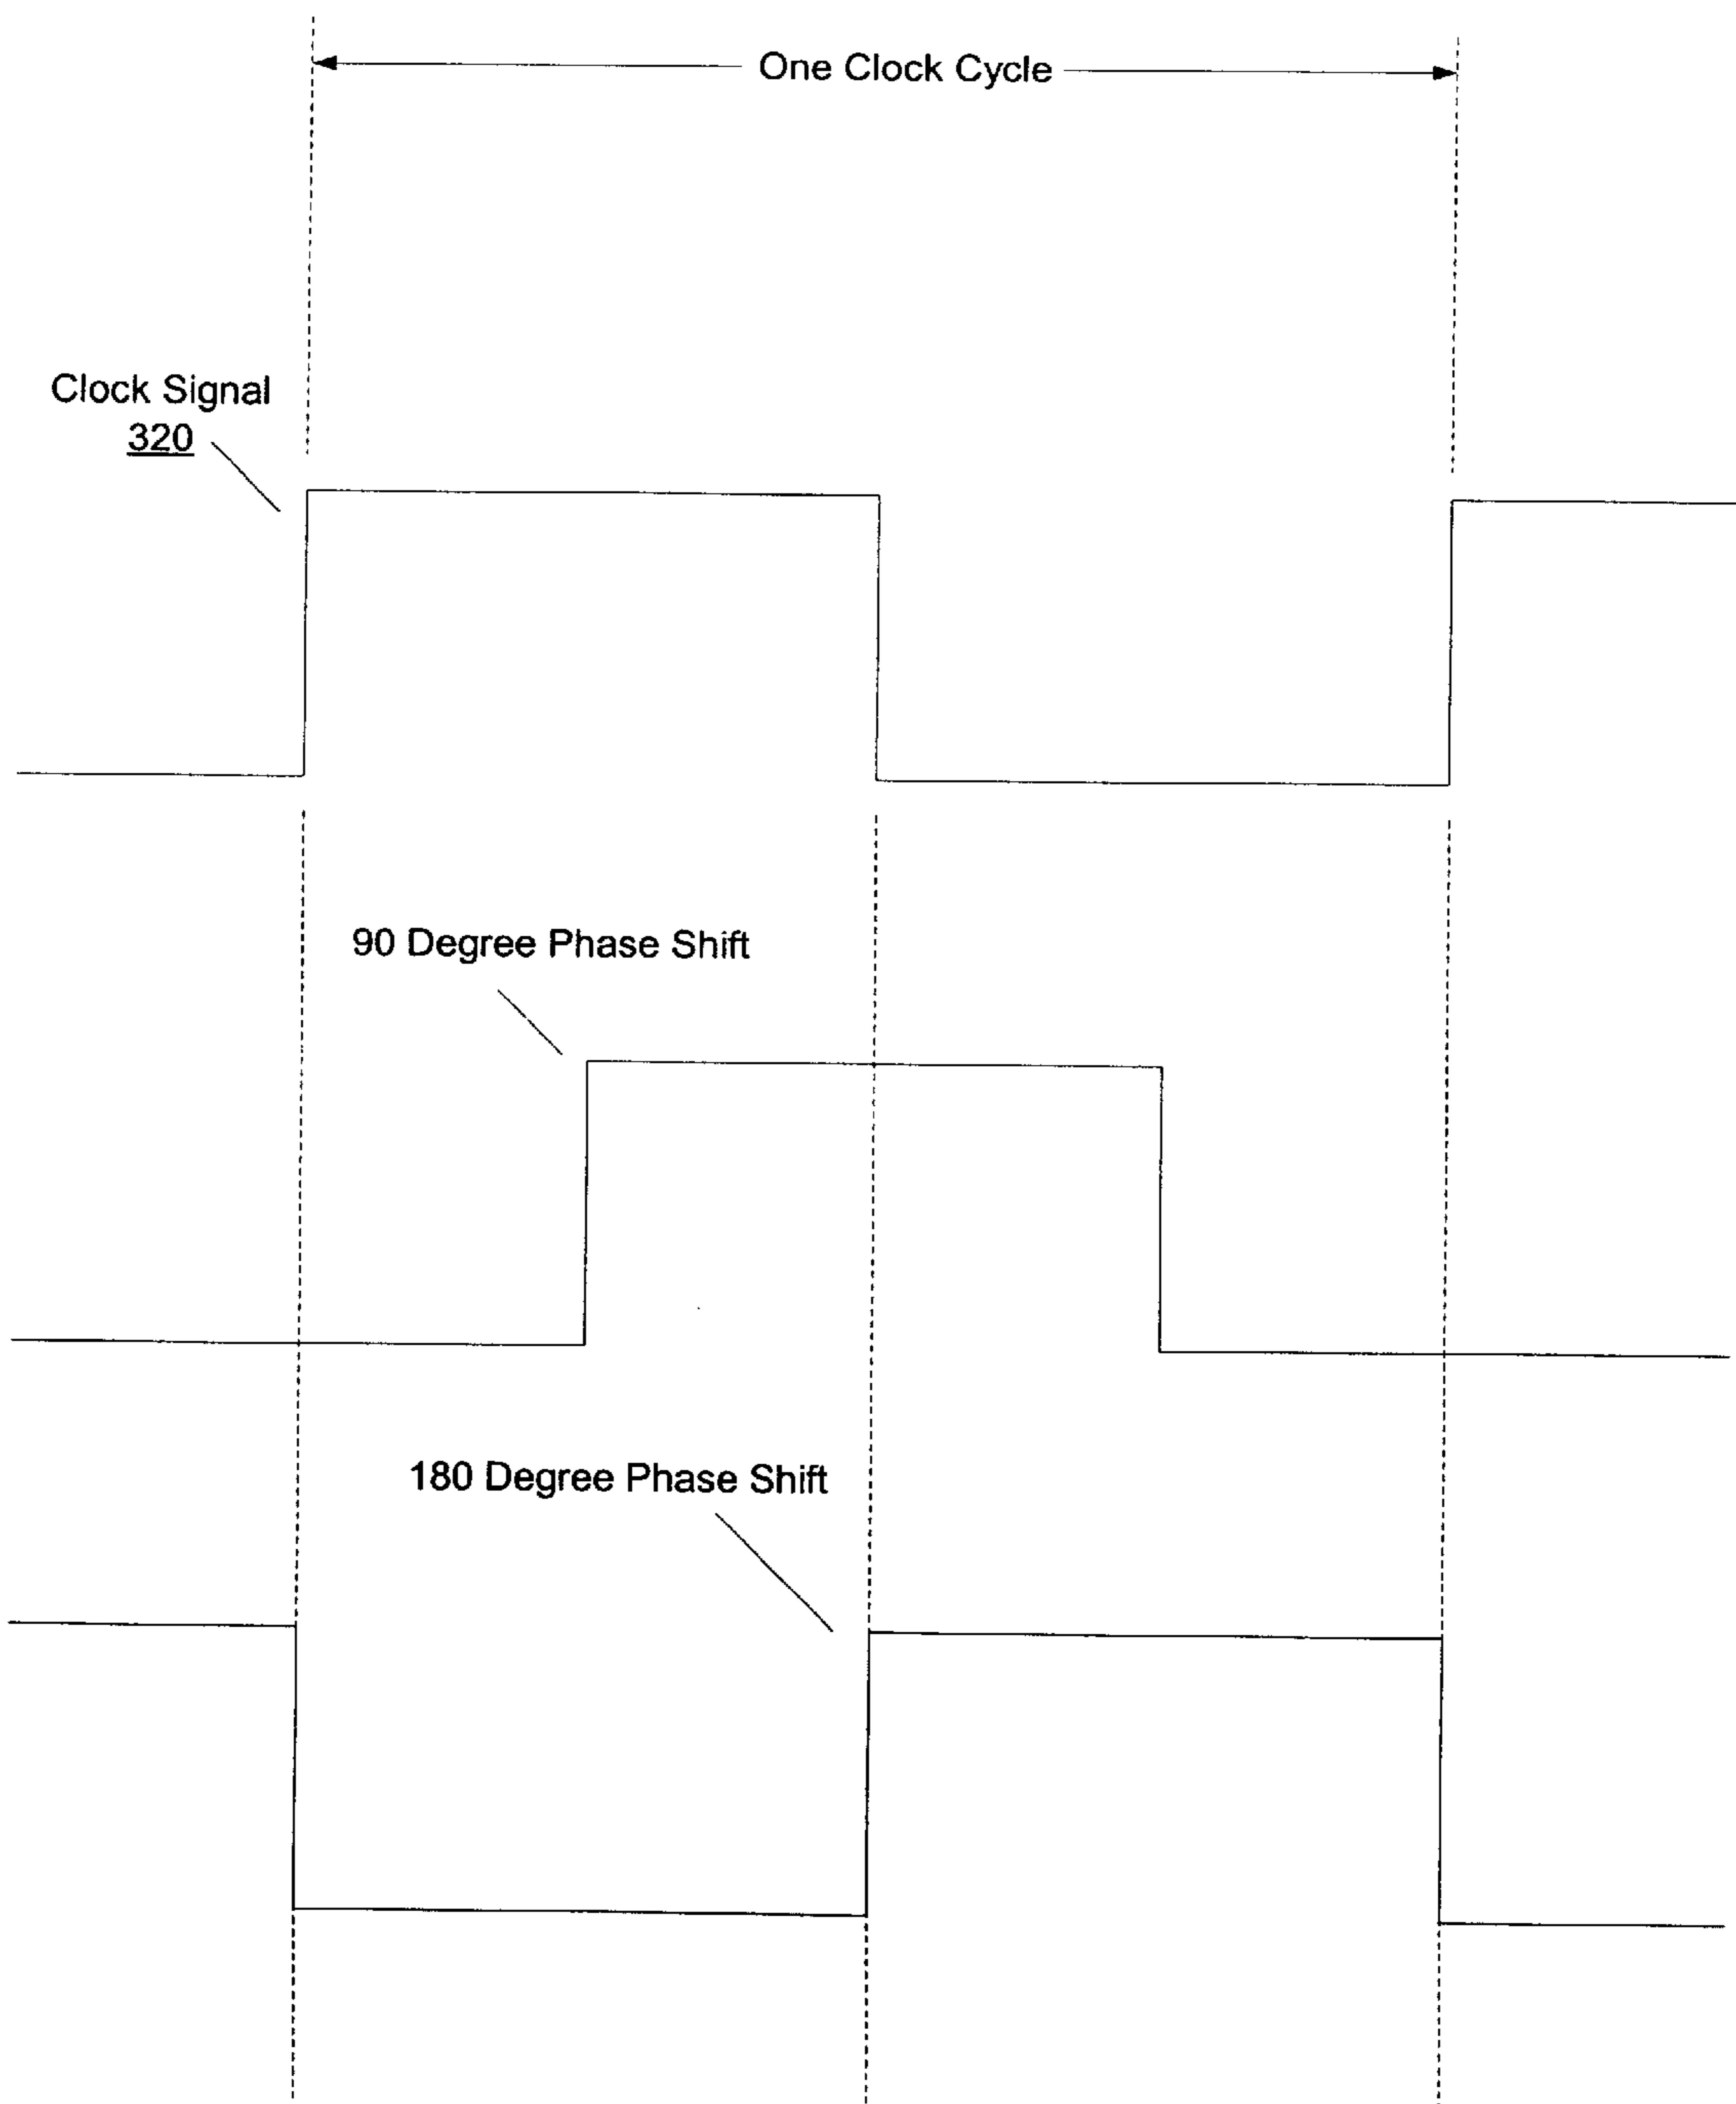 One Clock Cycle
Clock Signal
320
90 Degree Phase Shift
180 Degree Phase Shift